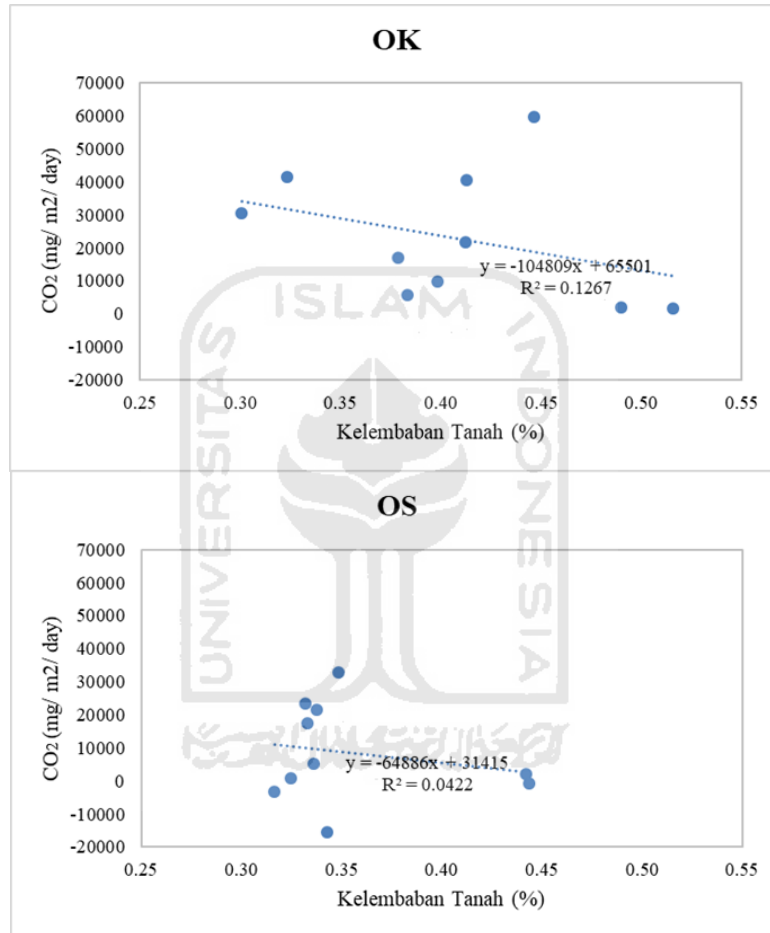 OK
70000
60000
50000
40000
30000
20000
10000
0
-10000
-20000
CO₂ (mg/ m2/ day)
y = -104809x + 65501
R² = 0.1267
0.25 0.30 0.35 0.40 0.45 0.50 0.55
Kelembaban Tanah (%)
UNIVERSITAS
ISLAM
INDONESIA
OS
70000
60000
50000
40000
30000
20000
10000
0
-10000
-20000
CO₂ (mg/ m2/ day)
y = -64886x + 31415
R² = 0.0422
0.25 0.30 0.35 0.40 0.45 0.50 0.55
Kelembaban Tanah (%)